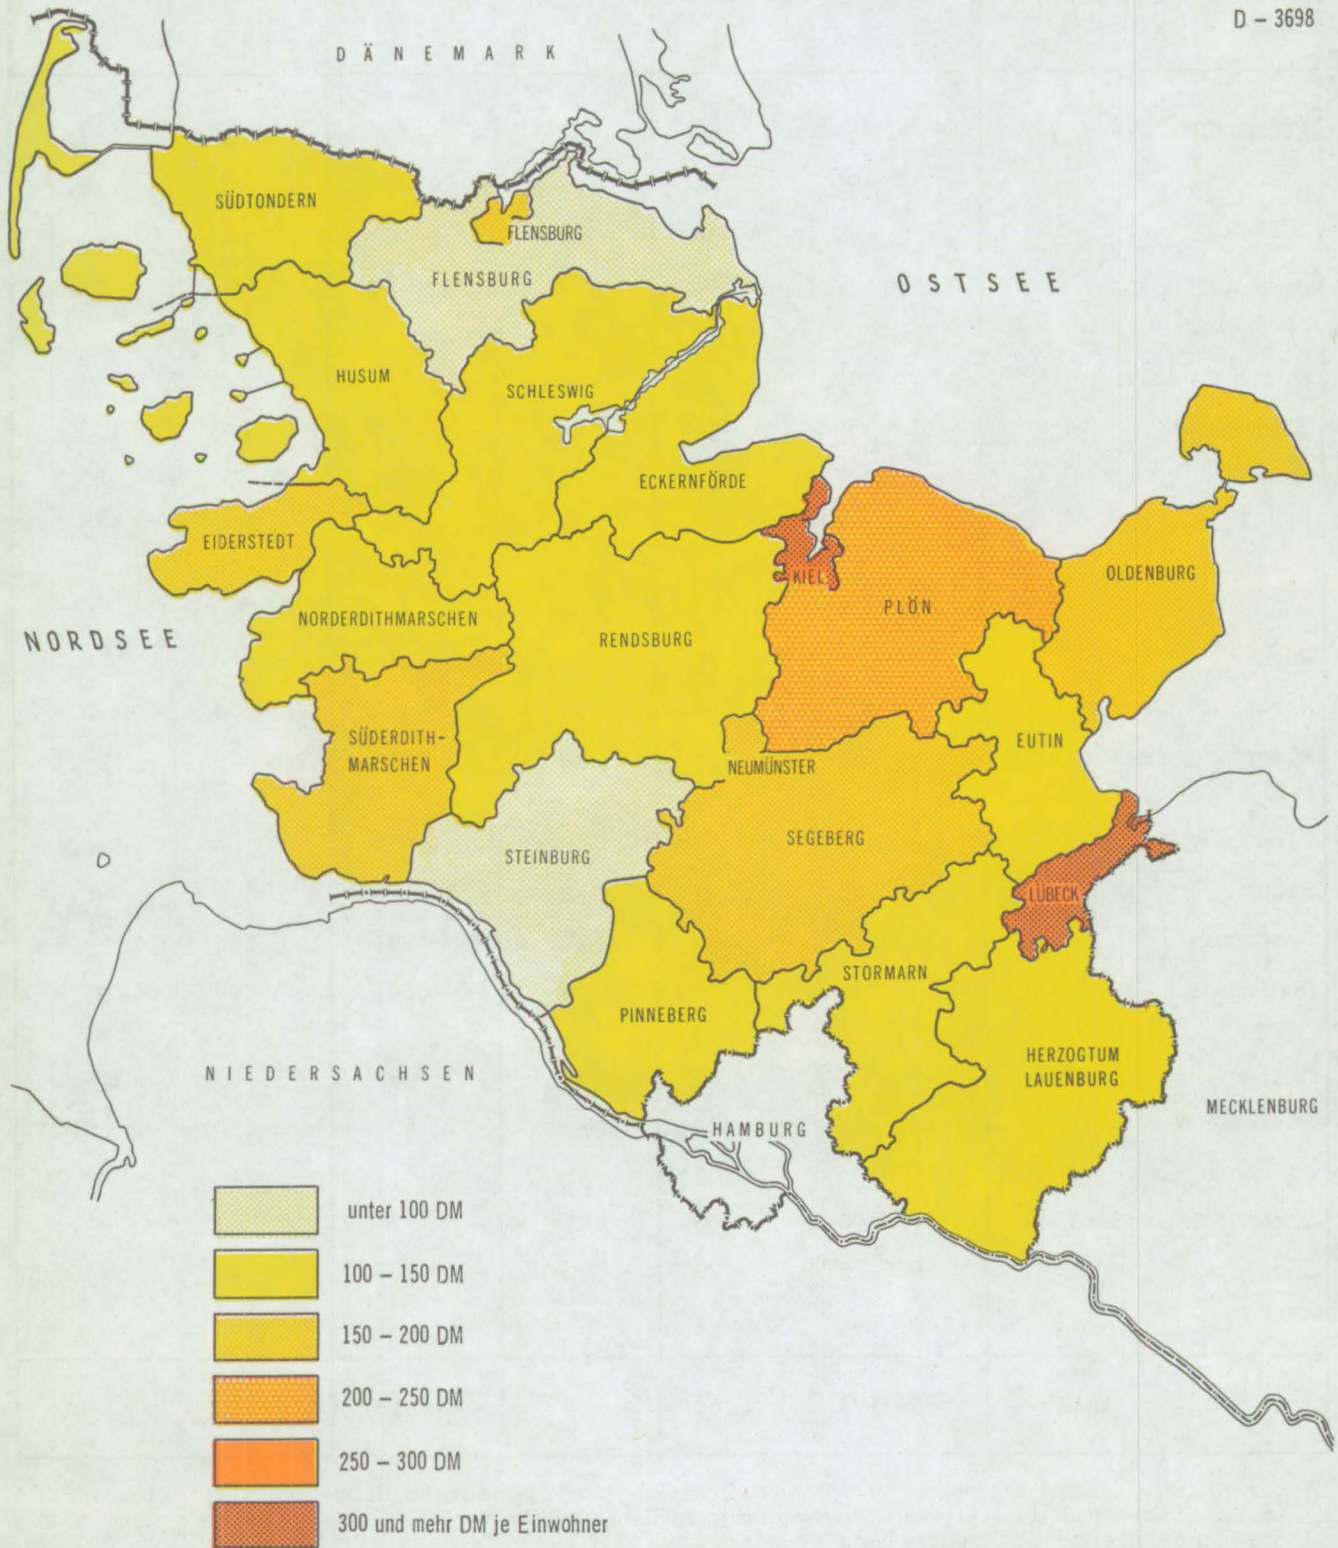 D – 3698
DÄNEMARK
SÜDTONDERN
FLENSBURG
FLENSBURG
OSTSEE
HUSUM
SCHLESWIG
ECKERNFÖRDE
EIDERSTEDT
KIEL
OLDENBURG
PLÖN
NORDERDITHMARSCHEN
RENDSBURG
NORDSEE
SÜDERDITH-
MARSCHEN
EUTIN
NEUMÜNSTER
SEGEBERG
STEINBURG
LÜBECK
STORMARN
PINNEBERG
HERZOGTUM
LAUENBURG
NIEDERSACHSEN
MECKLENBURG
HAMBURG
unter 100 DM
100 – 150 DM
150 – 200 DM
200 – 250 DM
250 – 300 DM
300 und mehr DM je Einwohner